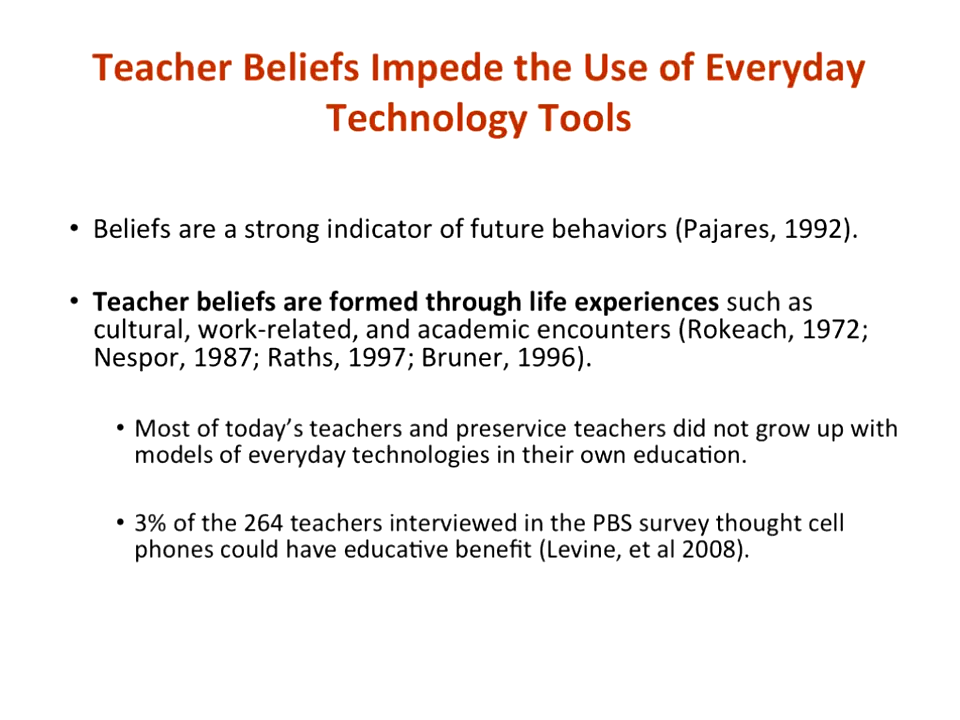 Teacher Beliefs Impede the Use of Everyday
Technology Tools
• Beliefs are a strong indicator of future behaviors (Pajares, 1992).
• Teacher beliefs are formed through life experiences such as
cultural, work-related, and academic encounters (Rokeach, 1972;
Nespor, 1987; Raths, 1997; Bruner, 1996).
• Most of today’s teachers and preservice teachers did not grow up with
models of everyday technologies in their own education.
• 3% of the 264 teachers interviewed in the PBS survey thought cell
phones could have educative benefit (Levine, et al 2008).